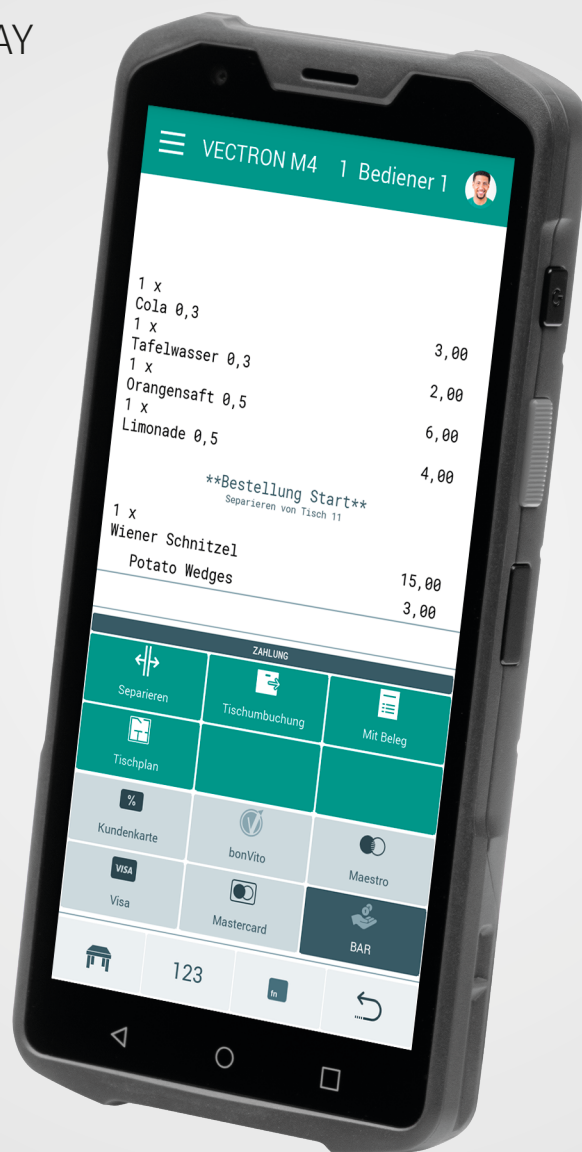 AY
VECTRON M4 1 Bediener 1
1 x
Cola 0,3 3,00
1 x
Tafelwasser 0,3 2,00
1 x
Orangensaft 0,5 6,00
1 x
Limonade 0,5 4,00
**Bestellung Start**
Separieren von Tisch 11
1 x
Wiener Schnitzel 15,00
Potato Wedges 3,00
ZAHLUNG
Separieren
Tischumbuchung
Mit Beleg
Tischplan
%
Kundenkarte
bonVito
Maestro
VISA
Visa
Mastercard
BAR
123
fn